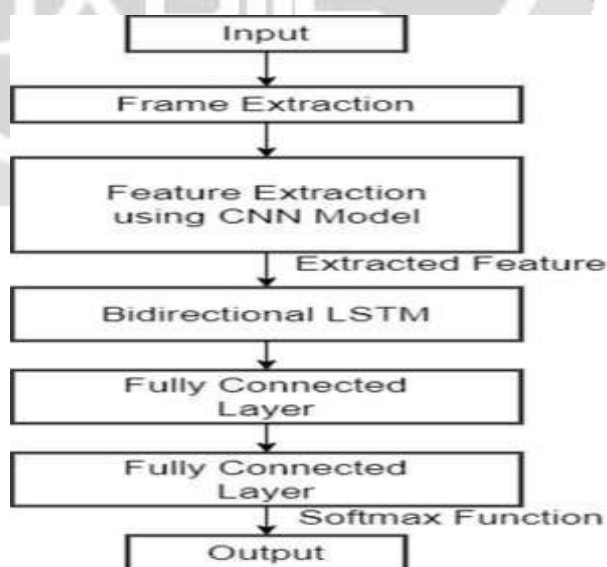 Input
Frame Extraction
Feature Extraction
using CNN Model
Extracted Feature
Bidirectional LSTM
Fully Connected
Layer
Fully Connected
Layer
Softmax Function
Output